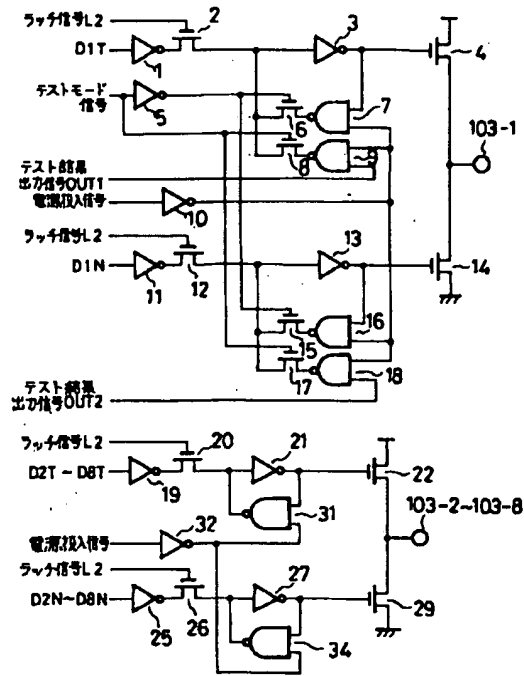 ラッチ信号L2
2
3
D1T
1
4
テストモード
信号
5
6
7
103-1
8
9
テスト結果
出力信号OUT1
電源投入信号
10
ラッチ信号L2
13
D1N
11
12
14
15
16
17
18
テスト結果
出力信号OUT2
ラッチ信号L2
20
21
D2T～D8T
19
22
31
103-2～103-8
32
電源投入信号
ラッチ信号L2
27
D2N～D8N
25
26
29
34